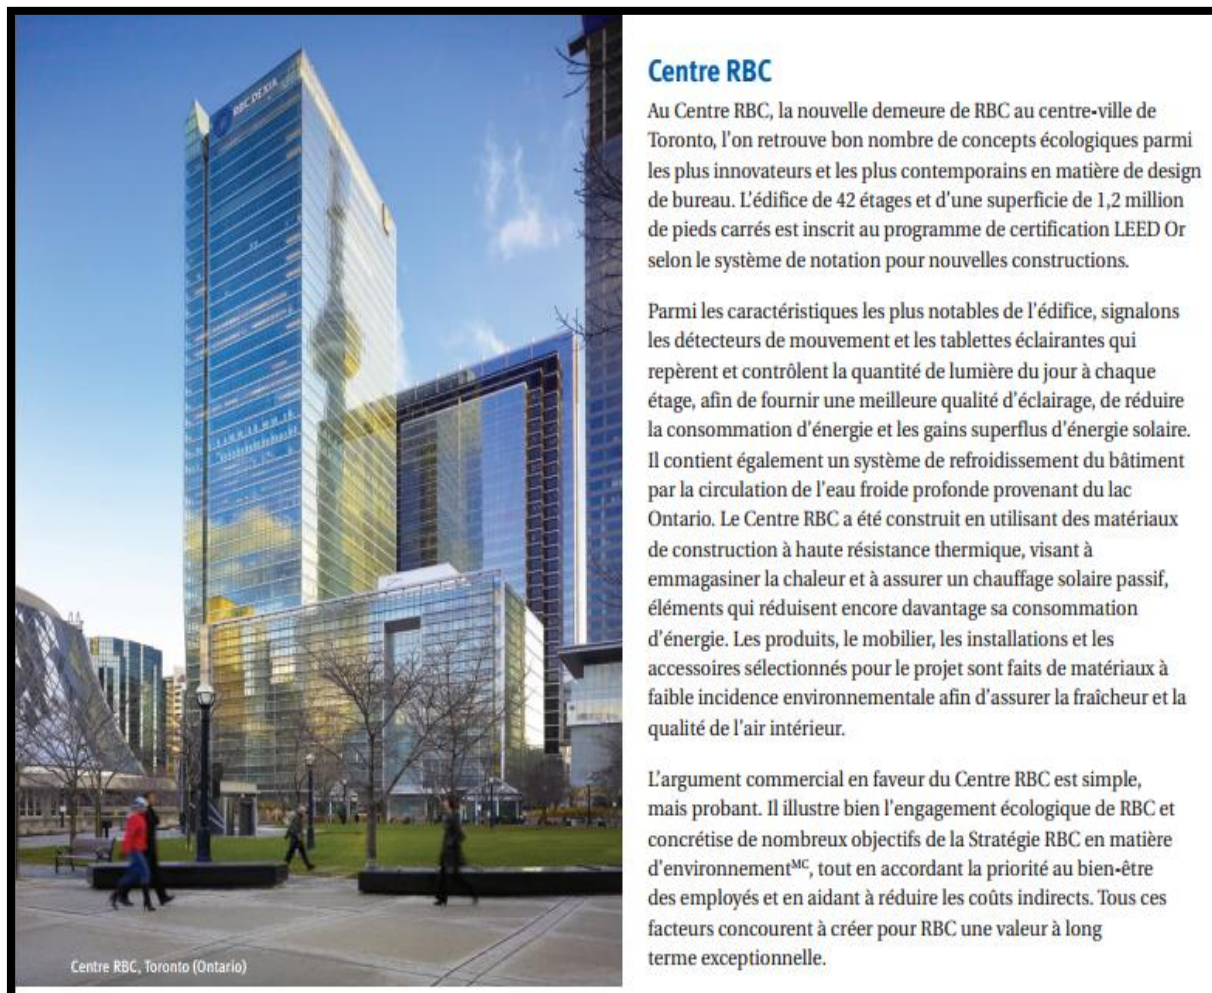 RBC DEXIA
Centre RBC, Toronto (Ontario)
Centre RBC
Au Centre RBC, la nouvelle demeure de RBC au centre-ville de
Toronto, l'on retrouve bon nombre de concepts écologiques parmi
les plus innovateurs et les plus contemporains en matière de design
de bureau. L'édifice de 42 étages et d'une superficie de 1,2 million
de pieds carrés est inscrit au programme de certification LEED Or
selon le système de notation pour nouvelles constructions.
Parmi les caractéristiques les plus notables de l'édifice, signalons
les détecteurs de mouvement et les tablettes éclairantes qui
repèrent et contrôlent la quantité de lumière du jour à chaque
étage, afin de fournir une meilleure qualité d'éclairage, de réduire
la consommation d'énergie et les gains superflus d'énergie solaire.
Il contient également un système de refroidissement du bâtiment
par la circulation de l'eau froide profonde provenant du lac
Ontario. Le Centre RBC a été construit en utilisant des matériaux
de construction à haute résistance thermique, visant à
emmagasiner la chaleur et à assurer un chauffage solaire passif,
éléments qui réduisent encore davantage sa consommation
d'énergie. Les produits, le mobilier, les installations et les
accessoires sélectionnés pour le projet sont faits de matériaux à
faible incidence environnementale afin d'assurer la fraîcheur et la
qualité de l'air intérieur.
L'argument commercial en faveur du Centre RBC est simple,
mais probant. Il illustre bien l'engagement écologique de RBC et
concrétise de nombreux objectifs de la Stratégie RBC en matière
d'environnementMC, tout en accordant la priorité au bien-être
des employés et en aidant à réduire les coûts indirects. Tous ces
facteurs concourent à créer pour RBC une valeur à long
terme exceptionnelle.